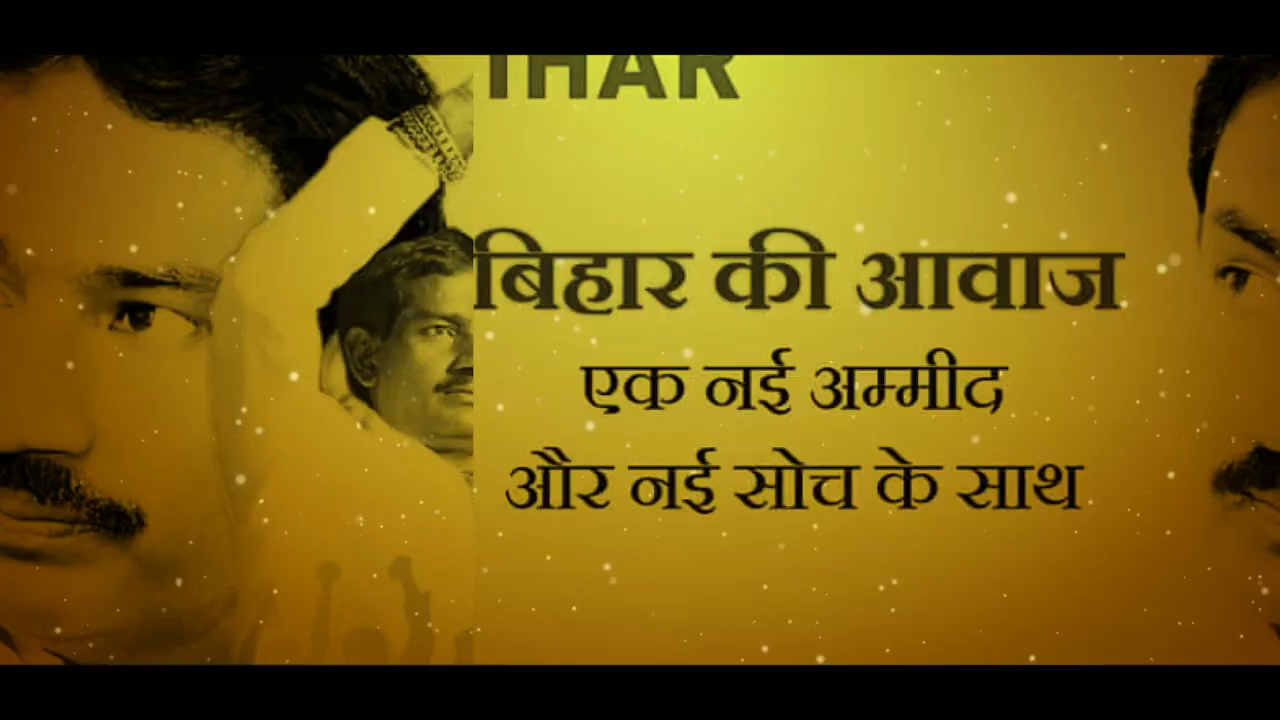 IHAR
बिहार की आवाज
एक नई अम्मीद
और नई सोच के साथ